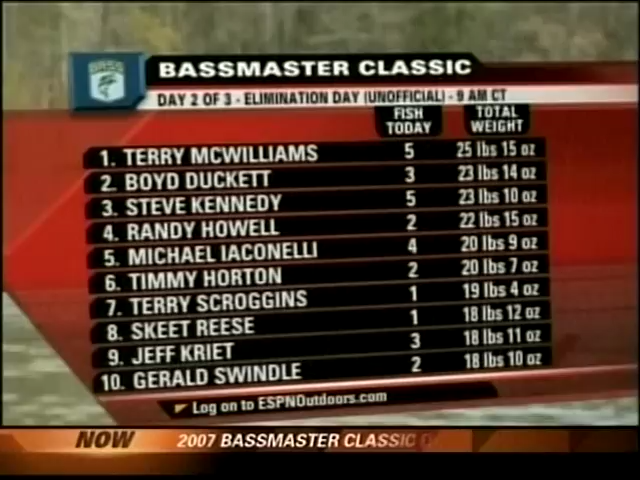 BASS
BASSMASTER CLASSIC
DAY 2 OF 3 - ELIMINATION DAY (UNOFFICIAL) - 9 AM CT
FISH TODAY TOTAL WEIGHT
1. TERRY MCWILLIAMS 5 25 lbs 15 oz
2. BOYD DUCKETT 3 23 lbs 14 oz
3. STEVE KENNEDY 5 23 lbs 10 oz
4. RANDY HOWELL 2 22 lbs 15 oz
5. MICHAEL IACONELLI 4 20 lbs 9 oz
6. TIMMY HORTON 2 20 lbs 7 oz
7. TERRY SCROGGINS 1 19 lbs 4 oz
8. SKEET REESE 1 18 lbs 12 oz
9. JEFF KRIET 3 18 lbs 11 oz
10. GERALD SWINDLE 2 18 lbs 10 oz
Log on to ESPNOutdoors.com
NOW 2007 BASSMASTER CLASSIC